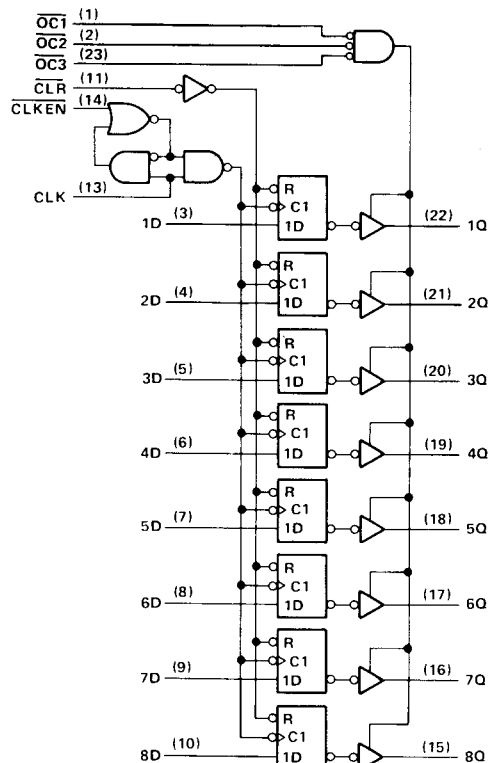 OC1 (1)
OC2 (2)
OC3 (23)
CLR (11)
CLKEN (14)
CLK (13)
R
C1
1D (3) 1D (22) 1Q
R
C1
2D (4) 1D (21) 2Q
R
C1
3D (5) 1D (20) 3Q
R
C1
4D (6) 1D (19) 4Q
R
C1
5D (7) 1D (18) 5Q
R
C1
6D (8) 1D (17) 6Q
R
C1
7D (9) 1D (16) 7Q
R
C1
8D (10) 1D (15) 8Q